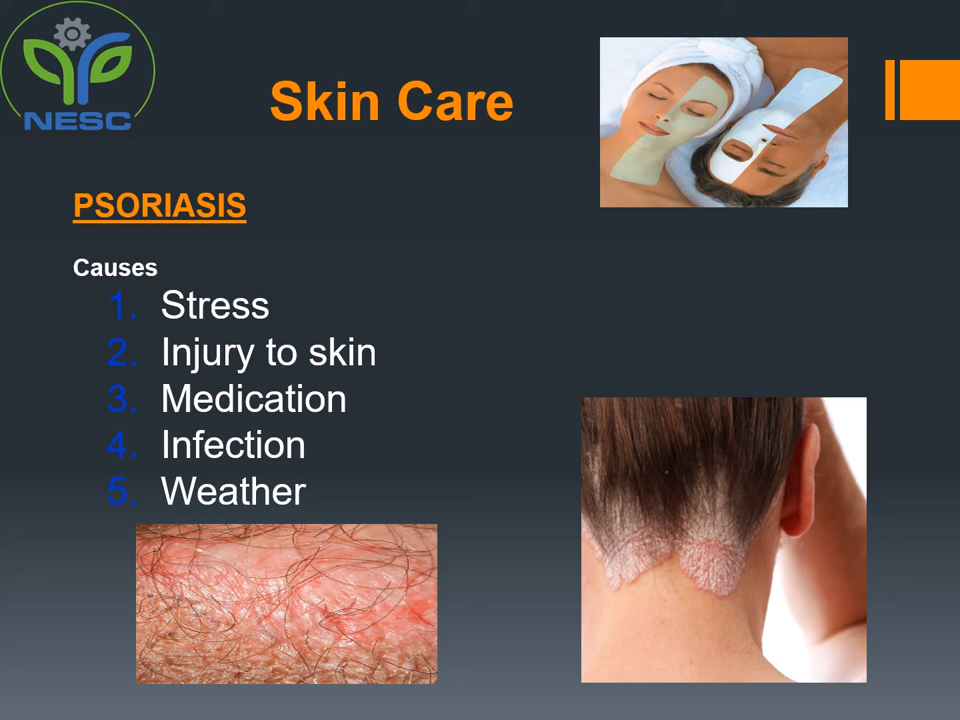 NESC
Skin Care
PSORIASIS
Causes
1. Stress
2. Injury to skin
3. Medication
4. Infection
5. Weather